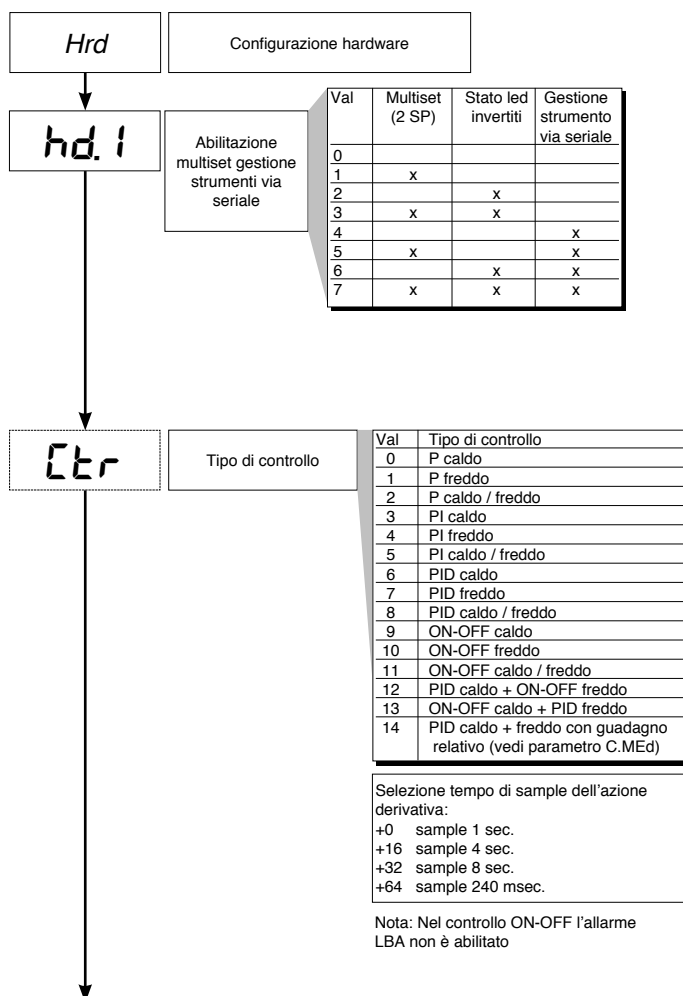 Hrd
Configurazione hardware
hd. 1
Abilitazione
multiset gestione
strumenti via
seriale
Val Multiset Stato led Gestione
(2 SP) invertiti strumento
via seriale
0
1 x
2 x
3 x x
4 x
5 x x
6 x x
7 x x x
Ctr
Tipo di controllo
Val Tipo di controllo
0 P caldo
1 P freddo
2 P caldo / freddo
3 PI caldo
4 PI freddo
5 PI caldo / freddo
6 PID caldo
7 PID freddo
8 PID caldo / freddo
9 ON-OFF caldo
10 ON-OFF freddo
11 ON-OFF caldo / freddo
12 PID caldo + ON-OFF freddo
13 ON-OFF caldo + PID freddo
14 PID caldo + freddo con guadagno
relativo (vedi parametro C.MEd)
Selezione tempo di sample dell'azione
derivativa:
+0 sample 1 sec.
+16 sample 4 sec.
+32 sample 8 sec.
+64 sample 240 msec.
Nota: Nel controllo ON-OFF l'allarme
LBA non è abilitato